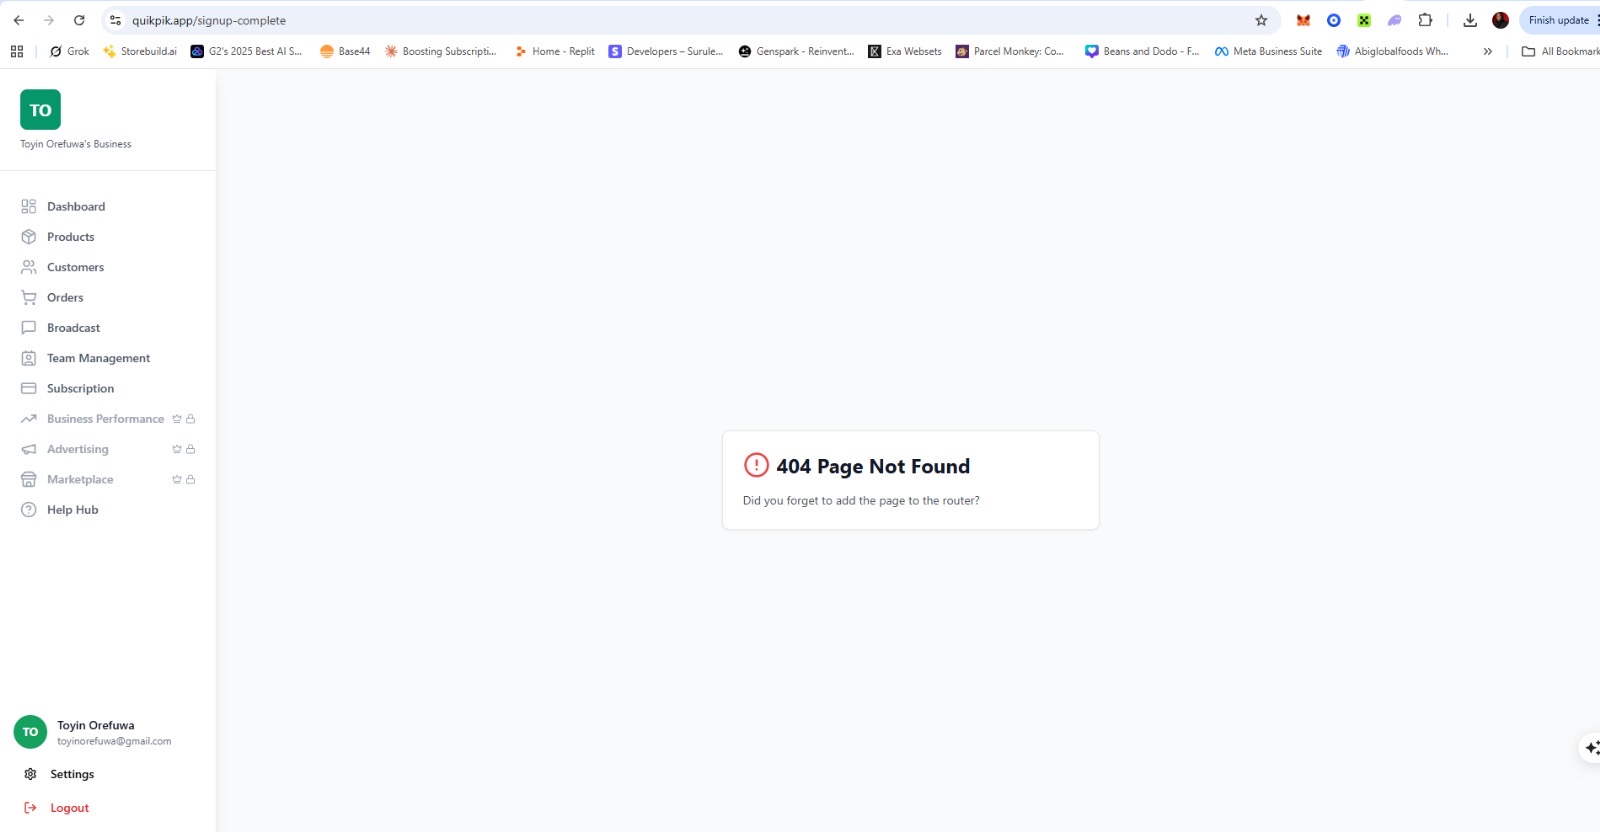 quikpik.app/signup-complete
Finish update
Grok
Storebuild.ai
G2's 2025 Best AI S...
Base44
Boosting Subscripti...
Home - Replit
Developers – Surule...
Genspark - Reinvent...
Exa Websets
Parcel Monkey: Co...
Beans and Dodo - F...
Meta Business Suite
Abiglobalfoods Wh...
All Bookmark
TO
Toyin Orefuwa's Business
Dashboard
Products
Customers
Orders
Broadcast
Team Management
Subscription
Business Performance
Advertising
Marketplace
Help Hub
404 Page Not Found
Did you forget to add the page to the router?
TO
Toyin Orefuwa
toyinorefuwa@gmail.com
Settings
Logout